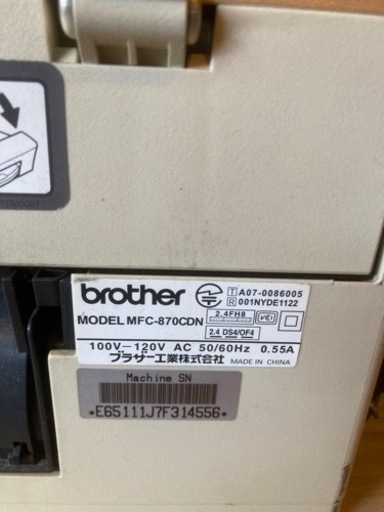 brother
T A07-0086005
R 001NYDE1122
MODEL MFC-870CDN
2.4FH8
2.4 DS4/OF4
VCCI
100V－120V AC 50/60Hz 0.55A
ブラザー工業株式会社 MADE IN CHINA
Machine SN
*E65111J7F314556*